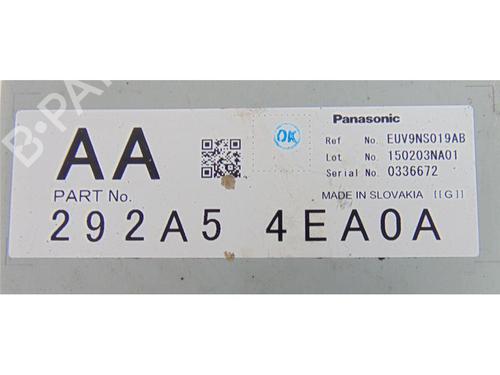 B-PARTS
AA
OK
Panasonic
Ref No. EUV9NS019AB
Lot No. 150203NA01
Serial No. 0336672
PART No.
MADE IN SLOVAKIA [[G]]
292A5 4EA0A